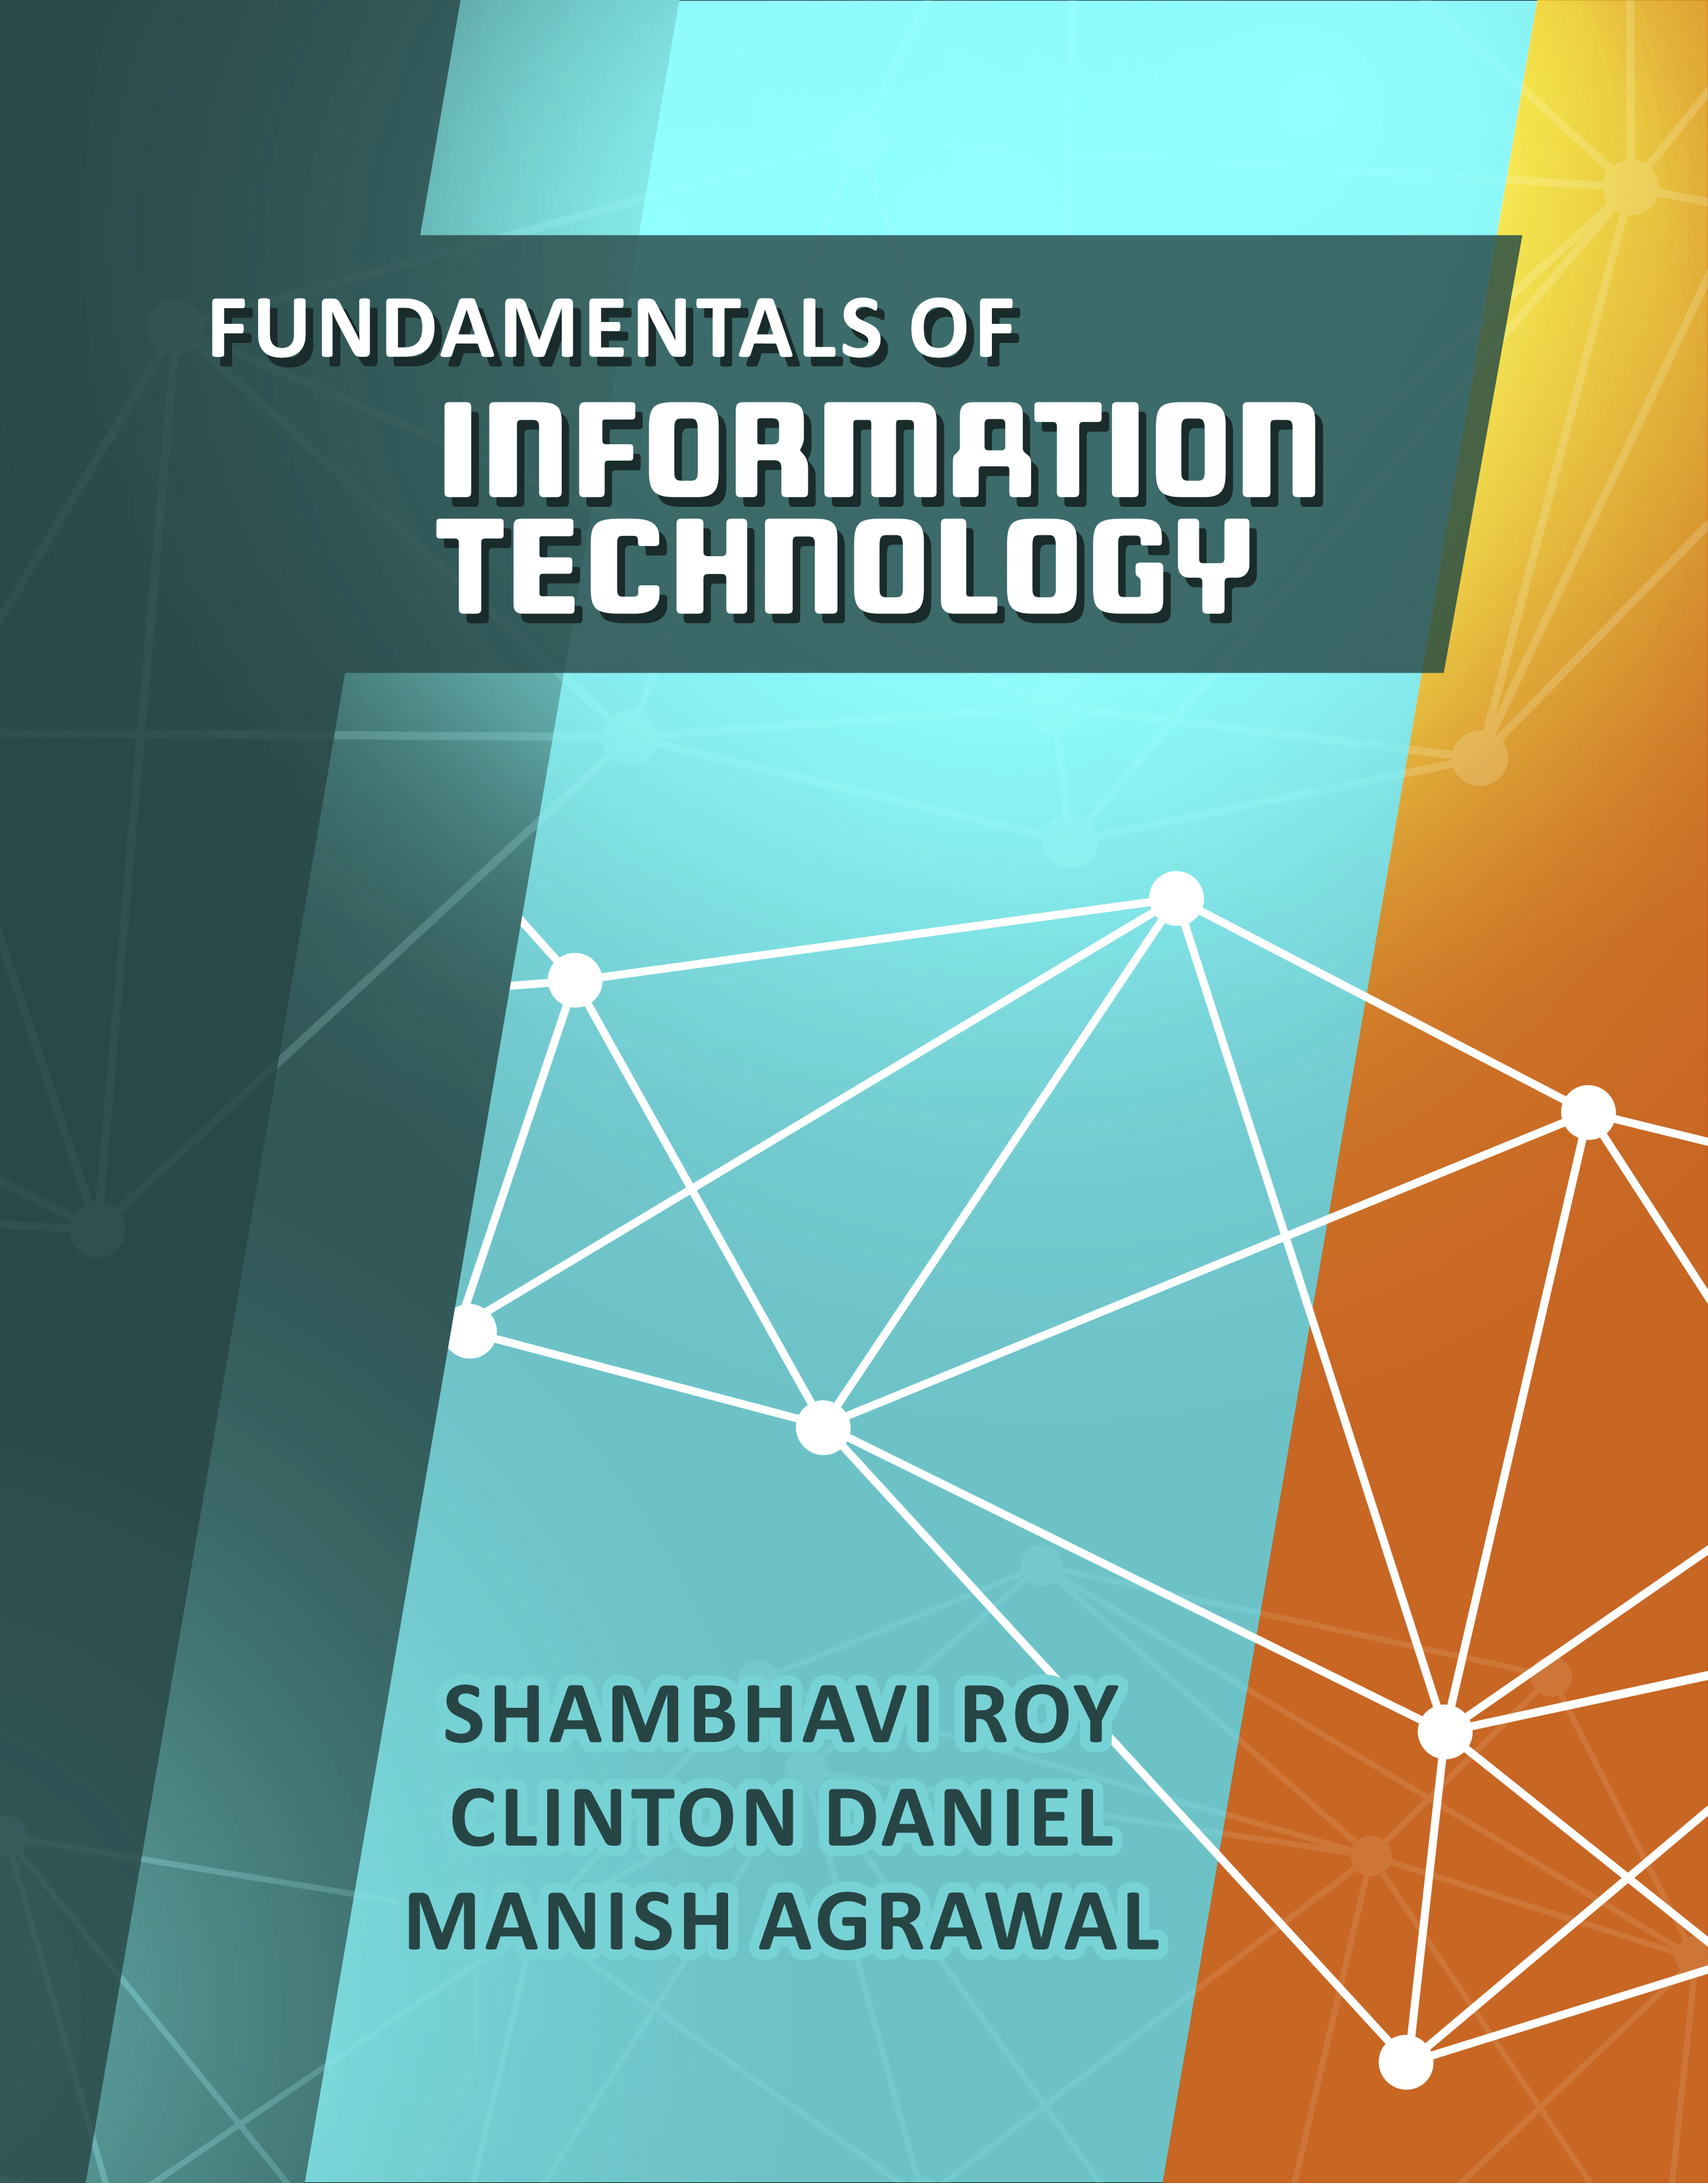 FUNDAMENTALS OF
INFORMATION
TECHNOLOGY
SHAMBHAVI ROY
CLINTON DANIEL
MANISH AGRAWAL